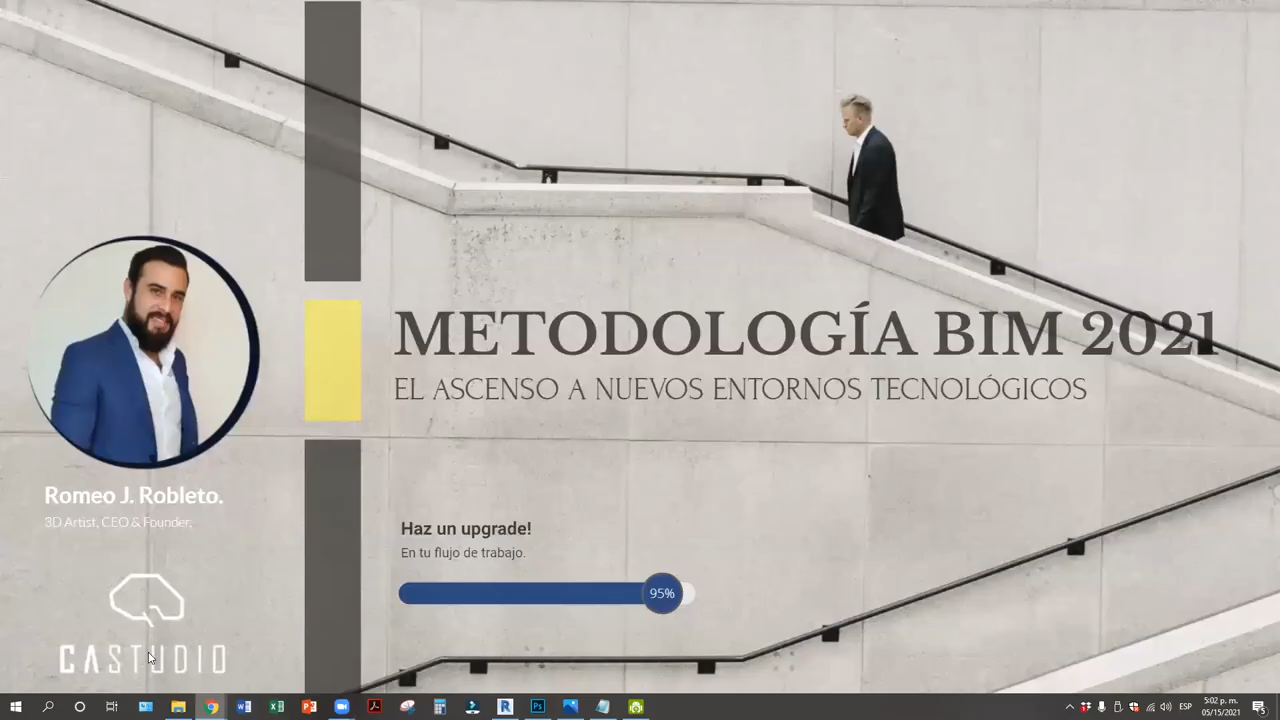 METODOLOGÍA BIM 2021
EL ASCENSO A NUEVOS ENTORNOS TECNOLÓGICOS
Romeo J. Robleto.
3D Artist, CEO & Founder.
Haz un upgrade!
En tu flujo de trabajo.
95%
CASTUDIO
ESP
5:02 p. m.
05/15/2021